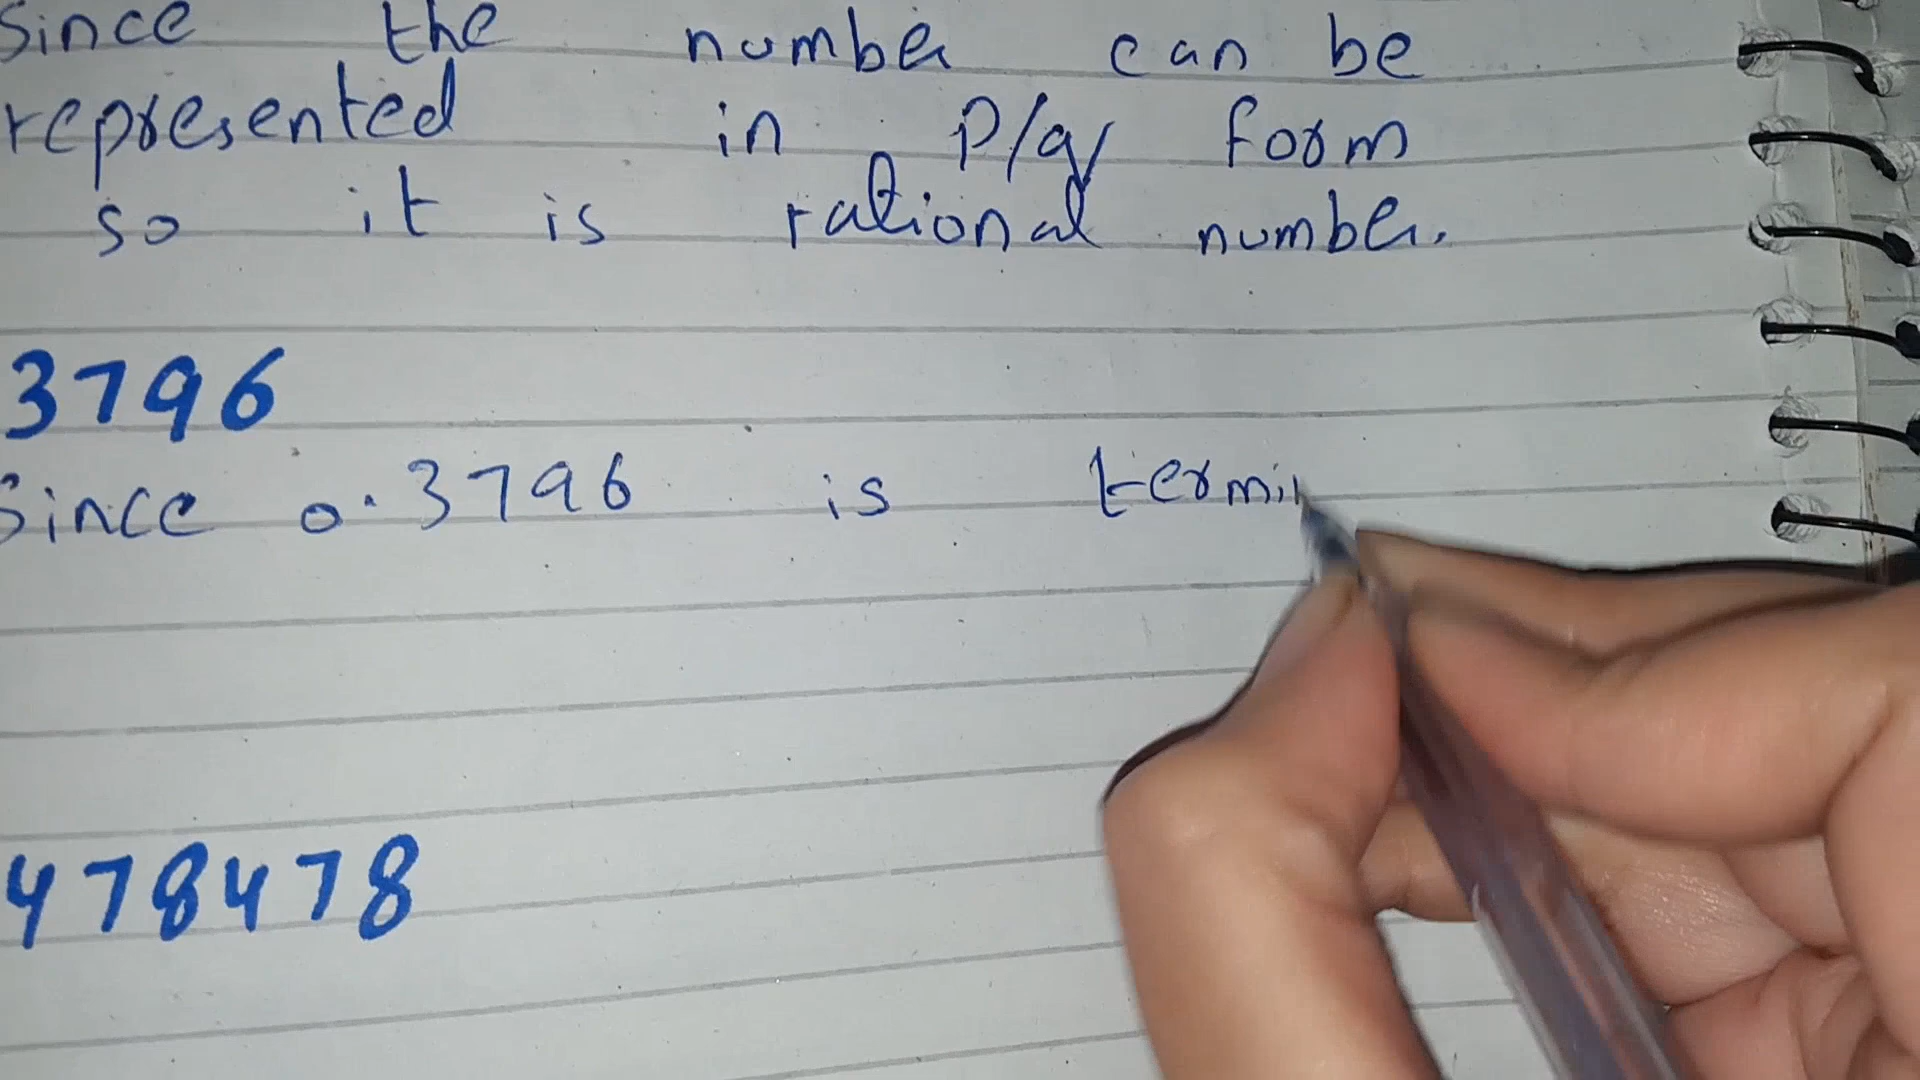 Since the number can be
represented in P/q form
so it is rational number.
3796
Since 0.3796 is termin
478478